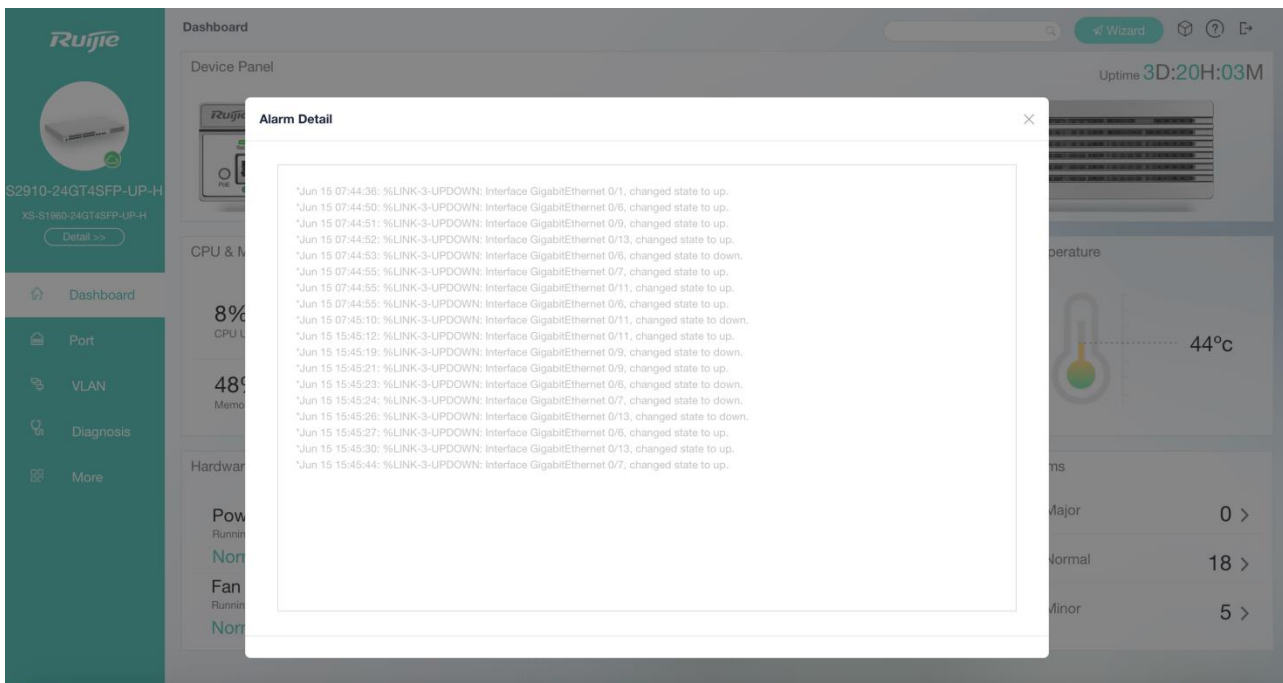 Ruijie
Dashboard
Wizard
Device Panel
Uptime 3D:20H:03M
Ruijie
PoE
Alarm Detail
S2910-24GT4SFP-UP-H
XS-S1960-24GT4SFP-UP-H
Detail >>
Dashboard
Port
VLAN
Diagnosis
More
*Jun 15 07:44:36: %LINK-3-UPDOWN: Interface GigabitEthernet 0/1, changed state to up.
*Jun 15 07:44:50: %LINK-3-UPDOWN: Interface GigabitEthernet 0/6, changed state to up.
*Jun 15 07:44:51: %LINK-3-UPDOWN: Interface GigabitEthernet 0/9, changed state to up.
*Jun 15 07:44:52: %LINK-3-UPDOWN: Interface GigabitEthernet 0/13, changed state to up.
*Jun 15 07:44:53: %LINK-3-UPDOWN: Interface GigabitEthernet 0/6, changed state to down.
*Jun 15 07:44:55: %LINK-3-UPDOWN: Interface GigabitEthernet 0/7, changed state to up.
*Jun 15 07:44:55: %LINK-3-UPDOWN: Interface GigabitEthernet 0/11, changed state to up.
*Jun 15 07:44:55: %LINK-3-UPDOWN: Interface GigabitEthernet 0/6, changed state to up.
*Jun 15 07:45:10: %LINK-3-UPDOWN: Interface GigabitEthernet 0/11, changed state to down.
*Jun 15 15:45:12: %LINK-3-UPDOWN: Interface GigabitEthernet 0/11, changed state to up.
*Jun 15 15:45:19: %LINK-3-UPDOWN: Interface GigabitEthernet 0/9, changed state to down.
*Jun 15 15:45:21: %LINK-3-UPDOWN: Interface GigabitEthernet 0/9, changed state to up.
*Jun 15 15:45:23: %LINK-3-UPDOWN: Interface GigabitEthernet 0/6, changed state to down.
*Jun 15 15:45:24: %LINK-3-UPDOWN: Interface GigabitEthernet 0/7, changed state to down.
*Jun 15 15:45:26: %LINK-3-UPDOWN: Interface GigabitEthernet 0/13, changed state to down.
*Jun 15 15:45:27: %LINK-3-UPDOWN: Interface GigabitEthernet 0/6, changed state to up.
*Jun 15 15:45:30: %LINK-3-UPDOWN: Interface GigabitEthernet 0/13, changed state to up.
*Jun 15 15:45:44: %LINK-3-UPDOWN: Interface GigabitEthernet 0/7, changed state to up.
CPU & M
8%
CPU U
48%
Memo
perature
44°c
Hardwar
Pow
Runnin
Norr
Fan
Runnin
Norr
ms
Major
0 >
Normal
18 >
Minor
5 >